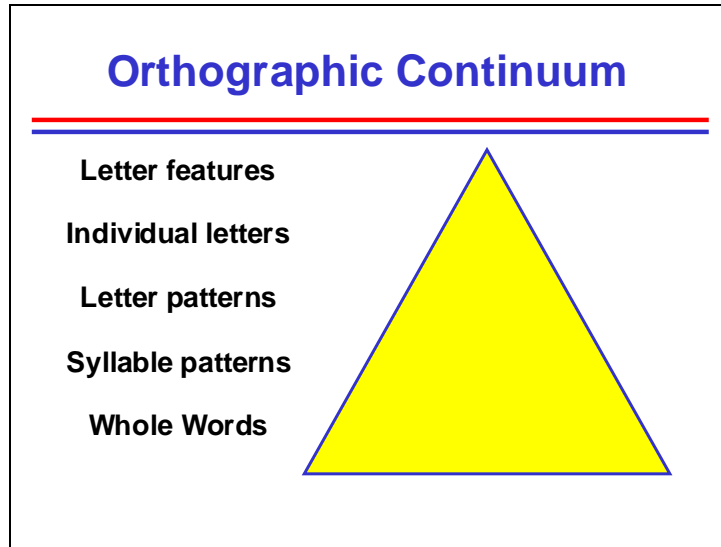 Orthographic Continuum
Letter features
Individual letters
Letter patterns
Syllable patterns
Whole Words